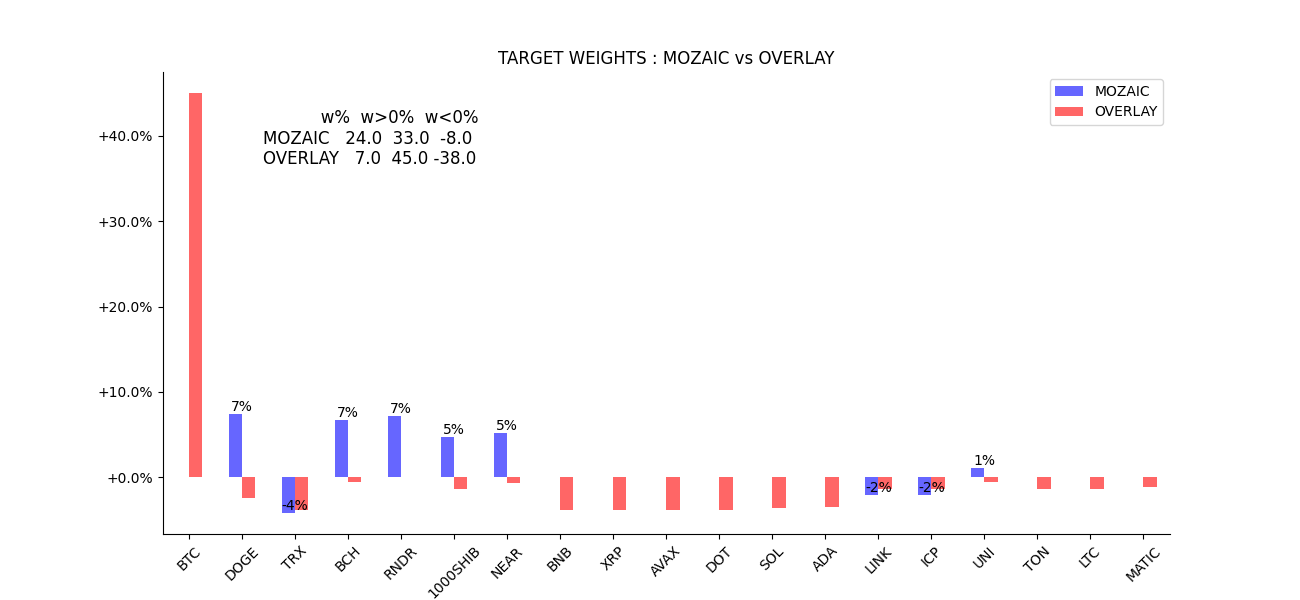 TARGET WEIGHTS : MOZAIC vs OVERLAY
MOZAIC
OVERLAY
w% w>0% w<0%
MOZAIC 24.0 33.0 -8.0
OVERLAY 7.0 45.0 -38.0
+40.0%
+30.0%
+20.0%
+10.0%
+0.0%
7%
-4%
7%
7%
5%
5%
-2%
-2%
1%
BTC
DOGE
TRX
BCH
RNDR
1000SHIB
NEAR
BNB
XRP
AVAX
DOT
SOL
ADA
LINK
ICP
UNI
TON
LTC
MATIC